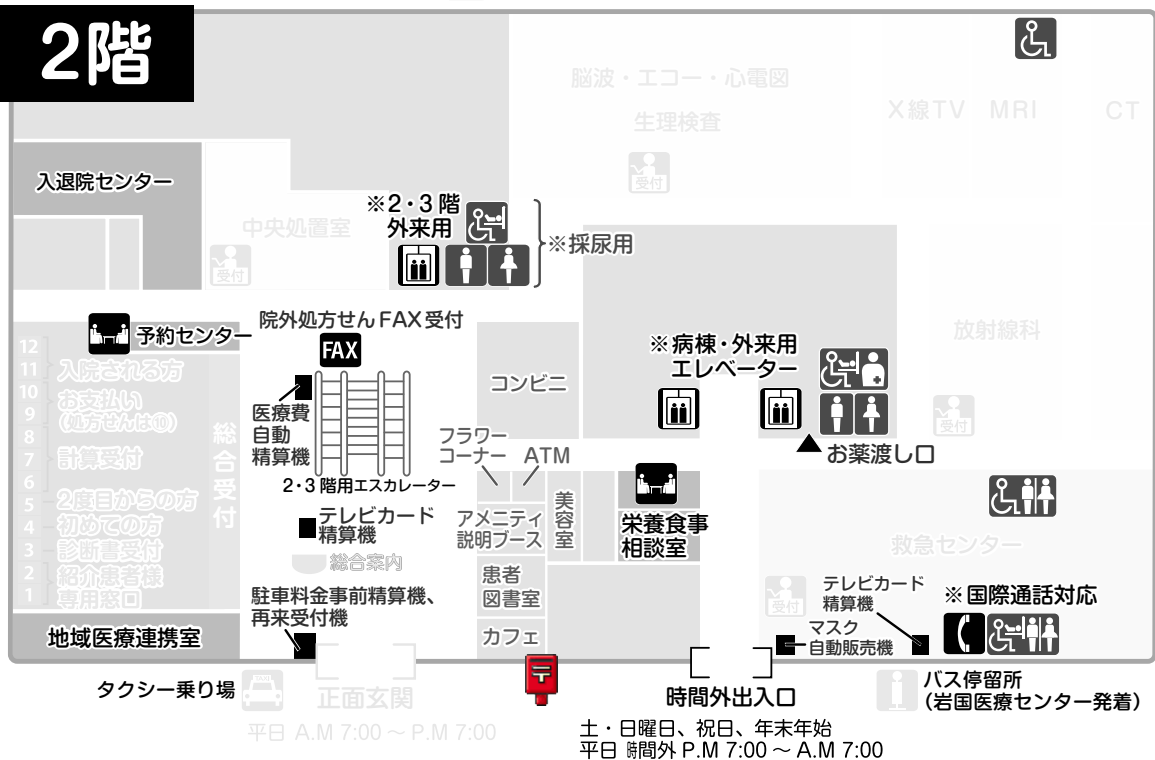 2階
脳波・エコー・心電図
生理検査
X線TV
MRI
CT
受付
入退院センター
中央処置室
受付
※2・3階
外来用
※採尿用
予約センター
院外処方せんFAX受付
FAX
医療費
自動
精算機
2・3階用エスカレーター
コンビニ
※病棟・外来用
エレベーター
放射線科
受付
お薬渡し口
12
11
10
9
8
7
6
5
4
3
2
1
入院される方
お支払い
(処方せんは⑩)
計算受付
2度目からの方
初めての方
診断書受付
紹介患者様
専用窓口
総合受付
フラワー
コーナー
ATM
アメニティ
説明ブース
美容室
栄養食事
相談室
テレビカード
精算機
総合案内
患者
図書室
カフェ
駐車料金事前精算機、
再来受付機
地域医療連携室
救急センター
受付
テレビカード
精算機
マスク
自動販売機
※国際通話対応
タクシー乗り場
正面玄関
平日 A.M 7:00 ～ P.M 7:00
〒
時間外出入口
土・日曜日、祝日、年末年始
平日 時間外 P.M 7:00 ～ A.M 7:00
バス停留所
(岩国医療センター発着)